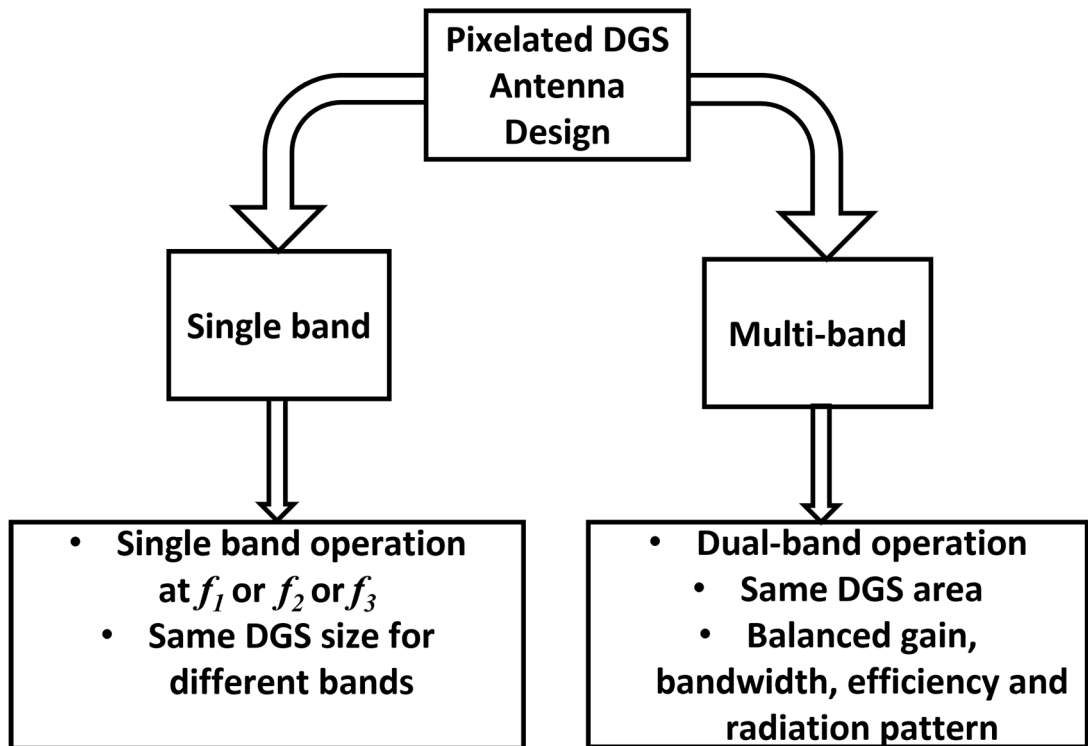 Pixelated DGS
Antenna
Design
Single band
Multi-band
• Single band operation
at f₁ or f₂ or f₃
• Same DGS size for
different bands
• Dual-band operation
• Same DGS area
• Balanced gain,
bandwidth, efficiency and
radiation pattern